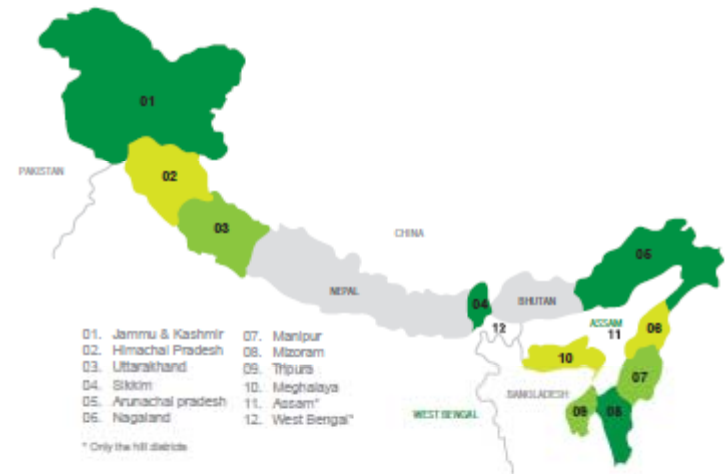 01
02
PAKISTAN
03
CHINA
05
NEPAL
04
BHUTAN
12
ASSAM
11
06
10
07
BANGLADESH
WEST BENGAL
09
08
01. Jammu & Kashmir
02. Himachal Pradesh
03. Uttarakhand
04. Sikkim
05. Arunachal pradesh
06. Nagaland
07. Manipur
08. Mizoram
09. Tripura
10. Meghalaya
11. Assam*
12. West Bengal*
* Only the hill districts